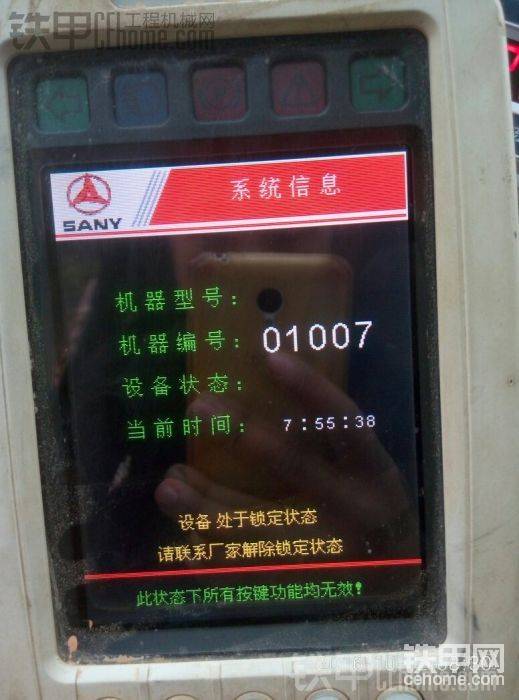 铁甲工程机械网
Cehome.com
SANY
系统信息
机器型号：
机器编号：01007
设备状态：
当前时间：7:55:38
设备 处于锁定状态
请联系厂家解除锁定状态
此状态下所有按键功能均无效！
铁甲网
cehome.com